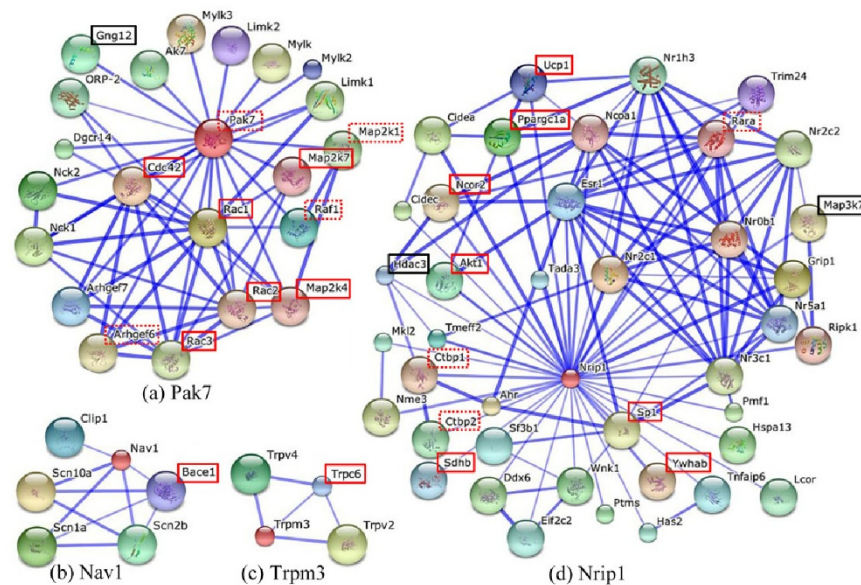 Gng12
Mylk3
Limk2
Ak7
Mylk
Mylk2
ORP-2
Limk1
Pak7
Dgcr14
Map2k1
Cdc42
Map2k7
Nck2
Rac1
Raf1
Nck1
Arhgef7
Rac2
Map2k4
Arhgef6
Rac3
(a) Pak7
Clip1
Nav1
Scn10a
Bace1
Scn1a
Scn2b
(b) Nav1
Trpv4
Trpc6
Trpm3
Trpv2
(c) Trpm3
Ucp1
Nr1h3
Trim24
Cidea
Ppargc1a
Ncoa1
Rara
Nr2c2
Ncor2
Esr1
Cidec
Map3k7
Nr0b1
Hdac3
Akt1
Tada3
Nr2c1
Grip1
Mkl2
Tmeff2
Nr5a1
Ripk1
Ctbp1
Nrip1
Nr3c1
Nme3
Ahr
Sp1
Pmf1
Ctbp2
Sf3b1
Hspa13
Sdhb
Ddx6
Wnk1
Ywhab
Tnfaip6
Lcor
Eif2c2
Ptms
Has2
(d) Nrip1